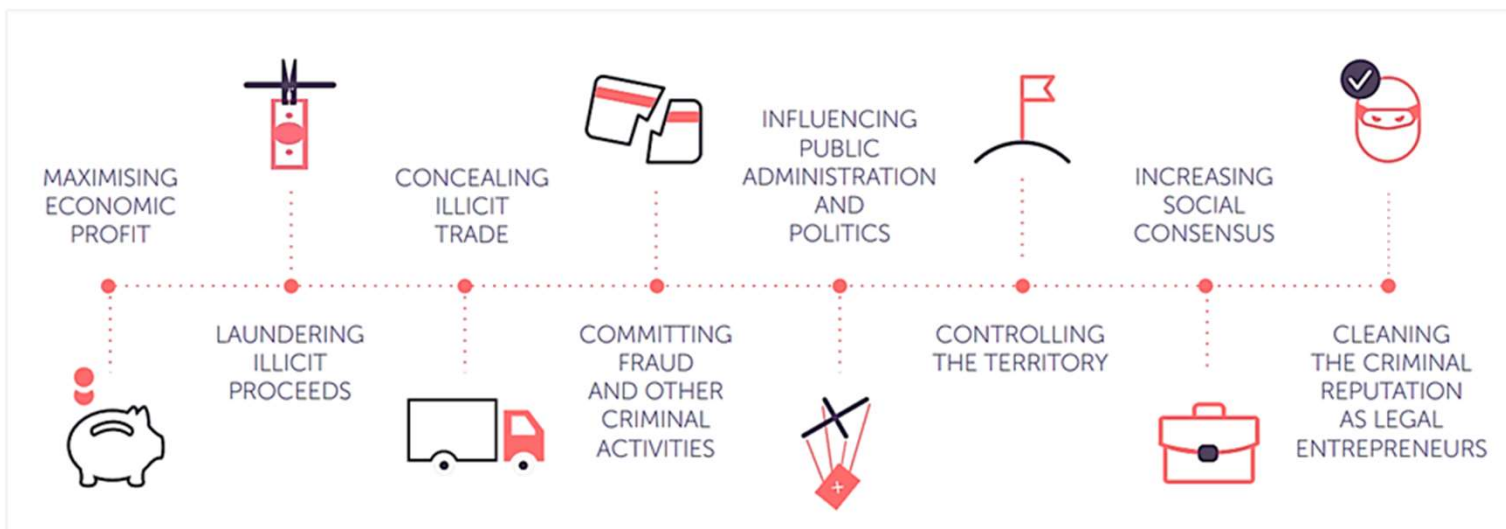 MAXIMISING
ECONOMIC
PROFIT
LAUNDERING
ILLICIT
PROCEEDS
CONCEALING
ILLICIT
TRADE
COMMITTING
FRAUD
AND OTHER
CRIMINAL
ACTIVITIES
INFLUENCING
PUBLIC
ADMINISTRATION
AND
POLITICS
CONTROLLING
THE TERRITORY
INCREASING
SOCIAL
CONSENSUS
CLEANING
THE CRIMINAL
REPUTATION
AS LEGAL
ENTREPRENEURS